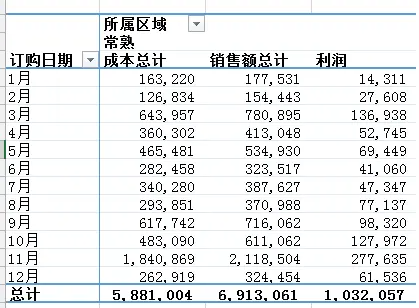 所属区域
常熟
订购日期 成本总计 销售额总计 利润
1月 163,220 177,531 14,311
2月 126,834 154,443 27,608
3月 643,957 780,895 136,938
4月 360,302 413,048 52,745
5月 465,481 534,930 69,449
6月 282,458 323,517 41,060
7月 340,280 387,627 47,347
8月 293,851 370,988 77,137
9月 617,742 716,062 98,320
10月 483,090 611,062 127,972
11月 1,840,869 2,118,504 277,635
12月 262,919 324,454 61,536
总计 5,881,004 6,913,061 1,032,057